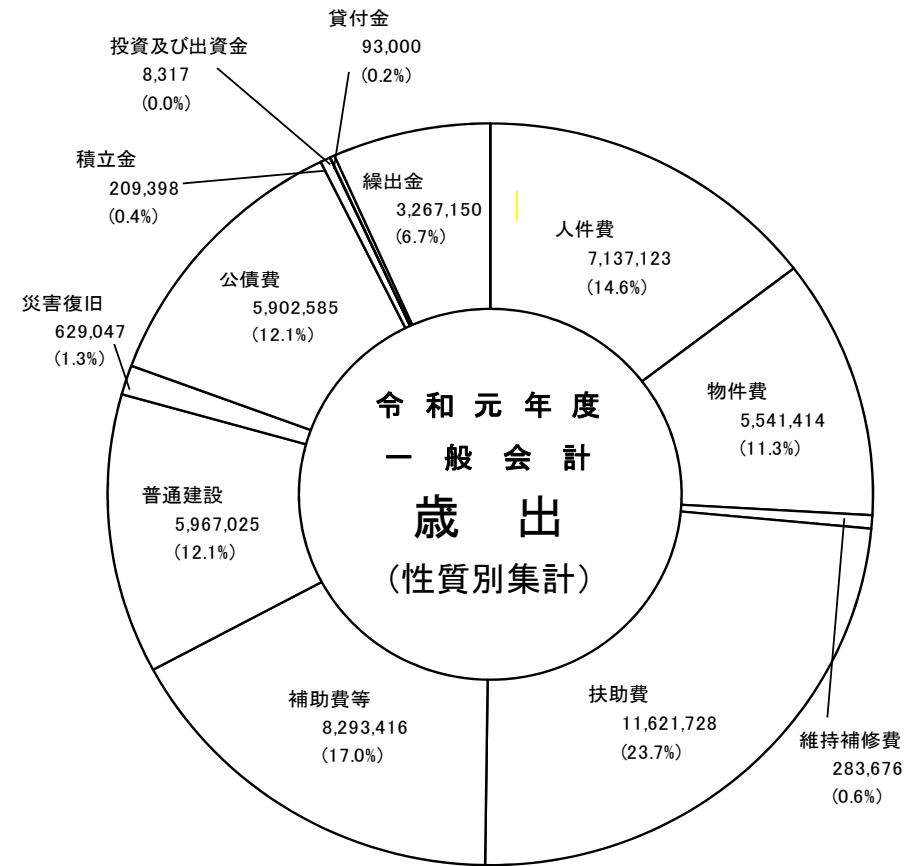 貸付金
93,000
(0.2%)
投資及び出資金
8,317
(0.0%)
積立金
209,398
(0.4%)
繰出金
3,267,150
(6.7%)
人件費
7,137,123
(14.6%)
公債費
5,902,585
(12.1%)
災害復旧
629,047
(1.3%)
物件費
5,541,414
(11.3%)
令和元年度
一般会計
歳出
(性質別集計)
普通建設
5,967,025
(12.1%)
補助費等
8,293,416
(17.0%)
扶助費
11,621,728
(23.7%)
維持補修費
283,676
(0.6%)